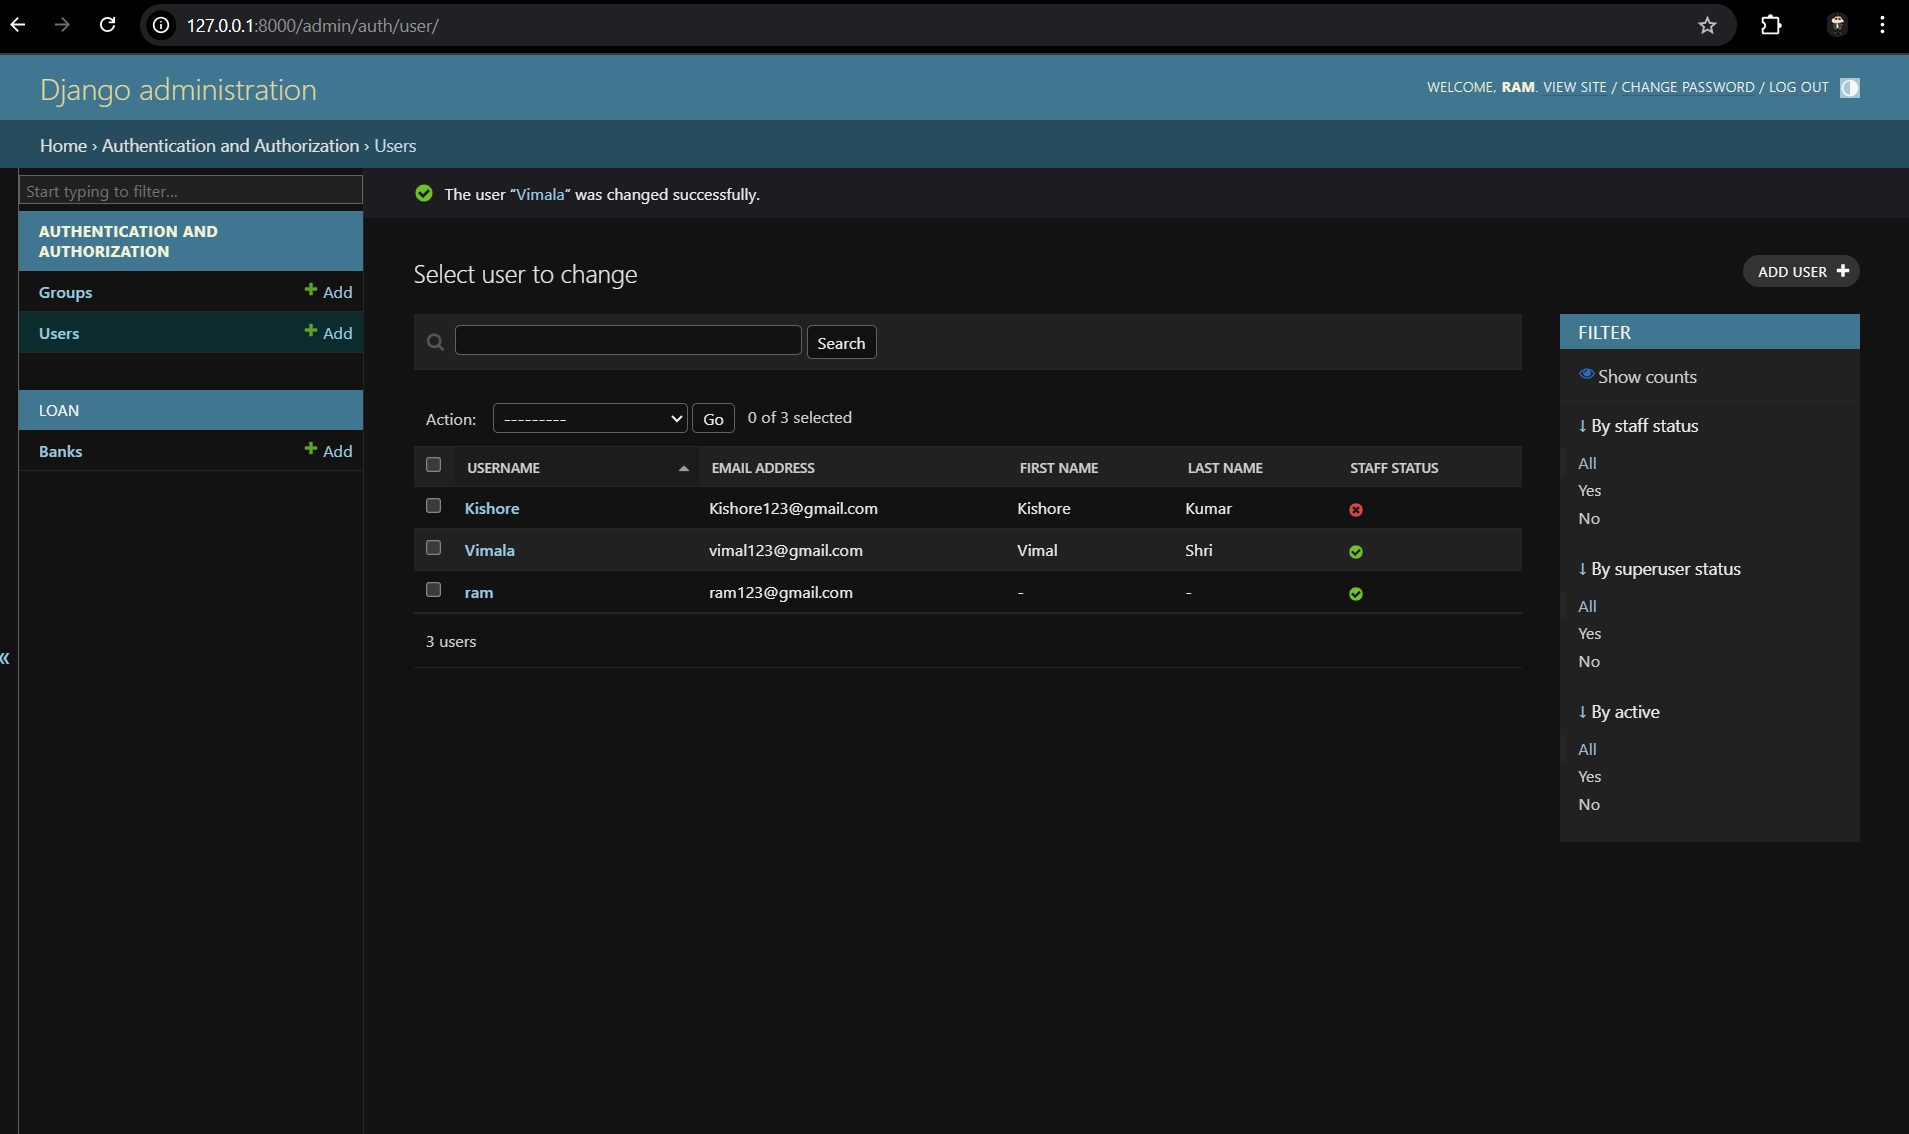 127.0.0.1:8000/admin/auth/user/
Django administration
WELCOME, RAM. VIEW SITE / CHANGE PASSWORD / LOG OUT
Home › Authentication and Authorization › Users
Start typing to filter...
AUTHENTICATION AND
AUTHORIZATION
Groups + Add
Users + Add
LOAN
Banks + Add
«
The user “Vimala” was changed successfully.
Select user to change
ADD USER +
Search
Action: --------- Go 0 of 3 selected
USERNAME EMAIL ADDRESS FIRST NAME LAST NAME STAFF STATUS
Kishore Kishore123@gmail.com Kishore Kumar
Vimala vimal123@gmail.com Vimal Shri
ram ram123@gmail.com - -
3 users
FILTER
Show counts
↓ By staff status
All
Yes
No
↓ By superuser status
All
Yes
No
↓ By active
All
Yes
No